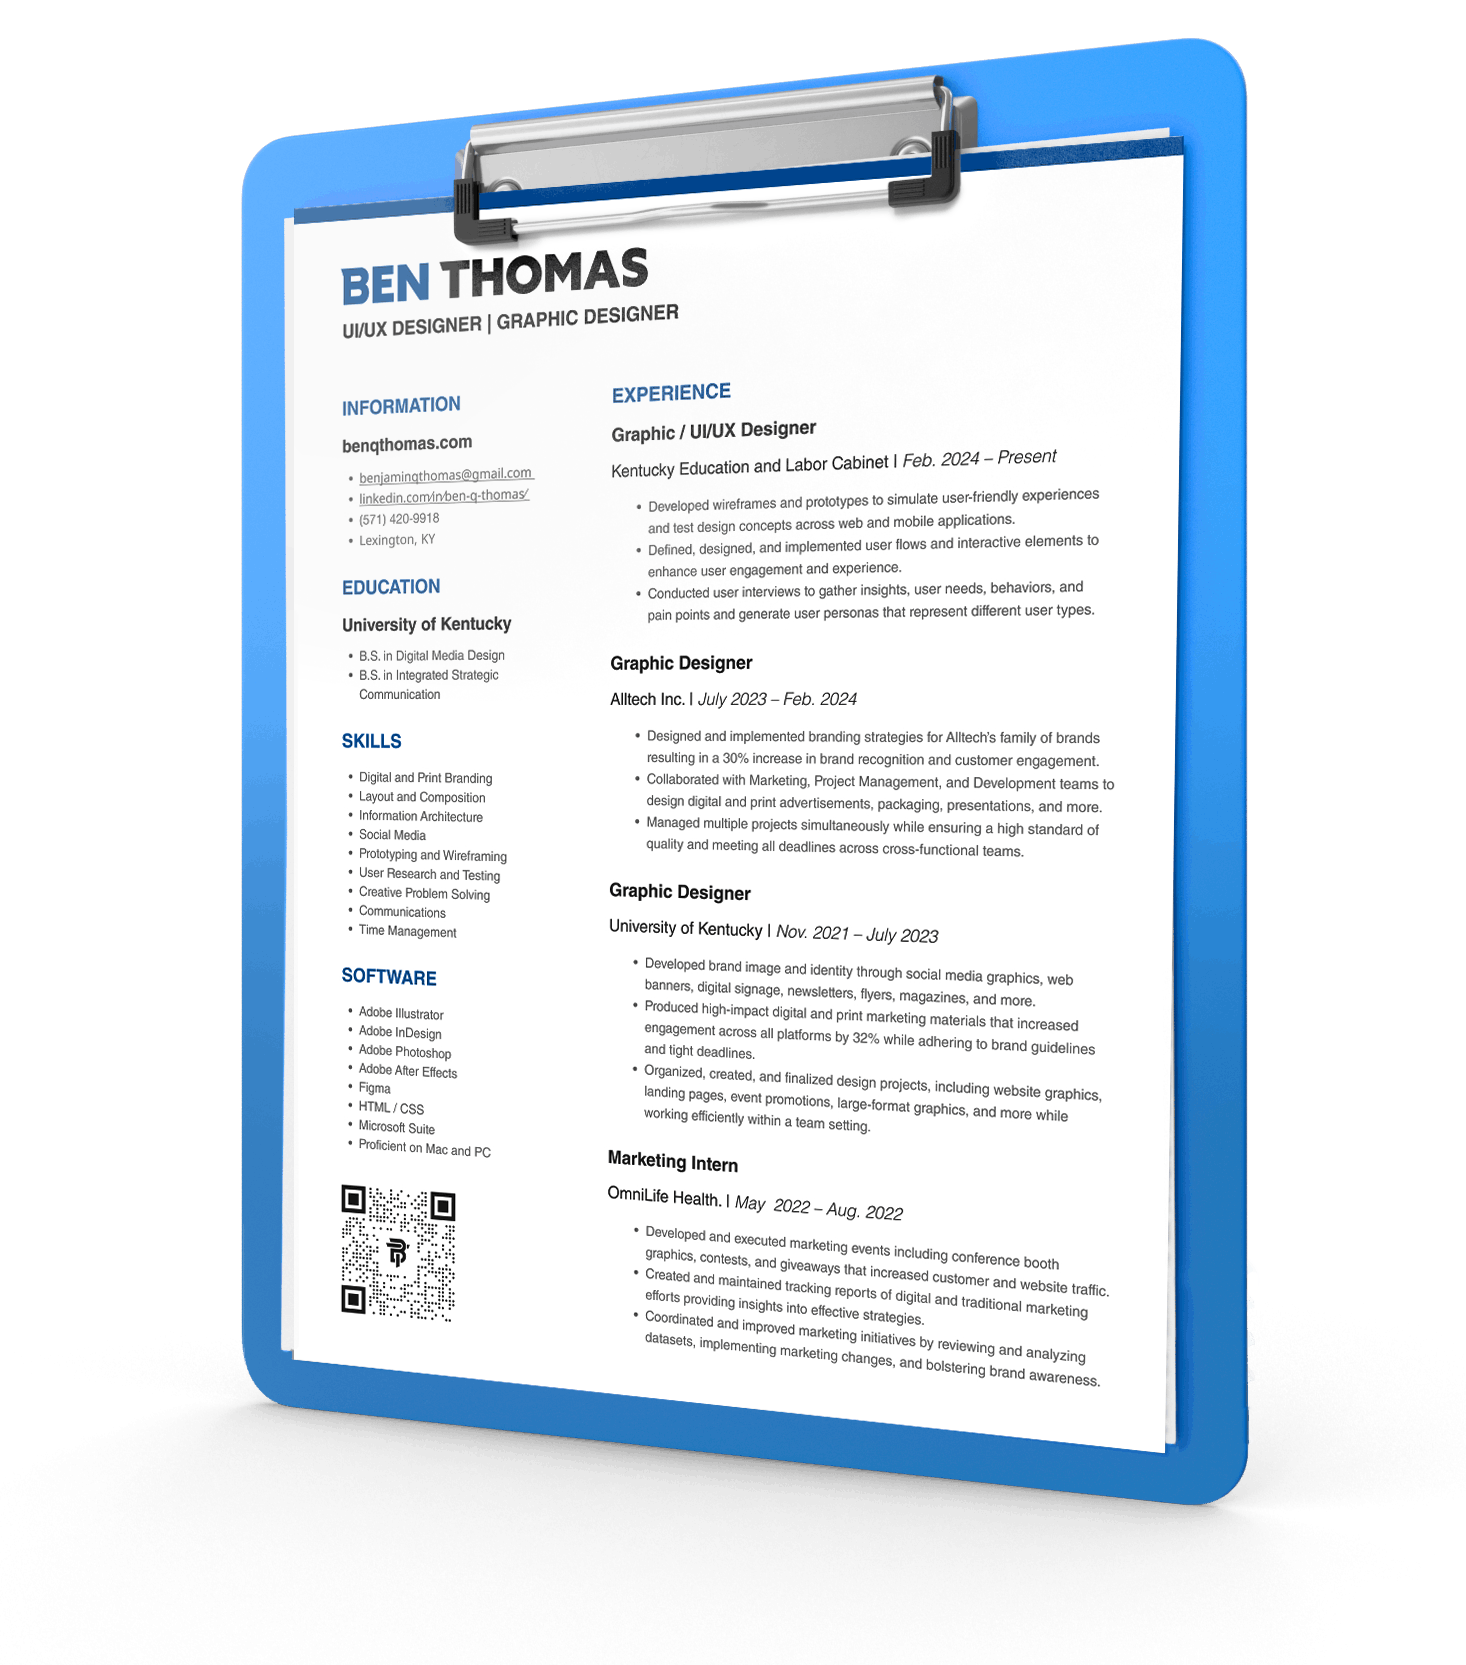 BEN THOMAS
UI/UX DESIGNER | GRAPHIC DESIGNER
INFORMATION
benqthomas.com
• benjaminqthomas@gmail.com
• linkedin.com/in/ben-q-thomas/
• (571) 420-9918
• Lexington, KY
EDUCATION
University of Kentucky
• B.S. in Digital Media Design
• B.S. in Integrated Strategic
Communication
SKILLS
• Digital and Print Branding
• Layout and Composition
• Information Architecture
• Social Media
• Prototyping and Wireframing
• User Research and Testing
• Creative Problem Solving
• Communications
• Time Management
SOFTWARE
• Adobe Illustrator
• Adobe InDesign
• Adobe Photoshop
• Adobe After Effects
• Figma
• HTML / CSS
• Microsoft Suite
• Proficient on Mac and PC
EXPERIENCE
Graphic / UI/UX Designer
Kentucky Education and Labor Cabinet | Feb. 2024 – Present
• Developed wireframes and prototypes to simulate user-friendly experiences
and test design concepts across web and mobile applications.
• Defined, designed, and implemented user flows and interactive elements to
enhance user engagement and experience.
• Conducted user interviews to gather insights, user needs, behaviors, and
pain points and generate user personas that represent different user types.
Graphic Designer
Alltech Inc. | July 2023 – Feb. 2024
• Designed and implemented branding strategies for Alltech's family of brands
resulting in a 30% increase in brand recognition and customer engagement.
• Collaborated with Marketing, Project Management, and Development teams to
design digital and print advertisements, packaging, presentations, and more.
• Managed multiple projects simultaneously while ensuring a high standard of
quality and meeting all deadlines across cross-functional teams.
Graphic Designer
University of Kentucky | Nov. 2021 – July 2023
• Developed brand image and identity through social media graphics, web
banners, digital signage, newsletters, flyers, magazines, and more.
• Produced high-impact digital and print marketing materials that increased
engagement across all platforms by 32% while adhering to brand guidelines
and tight deadlines.
• Organized, created, and finalized design projects, including website graphics,
landing pages, event promotions, large-format graphics, and more while
working efficiently within a team setting.
Marketing Intern
OmniLife Health. | May 2022 – Aug. 2022
• Developed and executed marketing events including conference booth
graphics, contests, and giveaways that increased customer and website traffic.
• Created and maintained tracking reports of digital and traditional marketing
efforts providing insights into effective strategies.
• Coordinated and improved marketing initiatives by reviewing and analyzing
datasets, implementing marketing changes, and bolstering brand awareness.